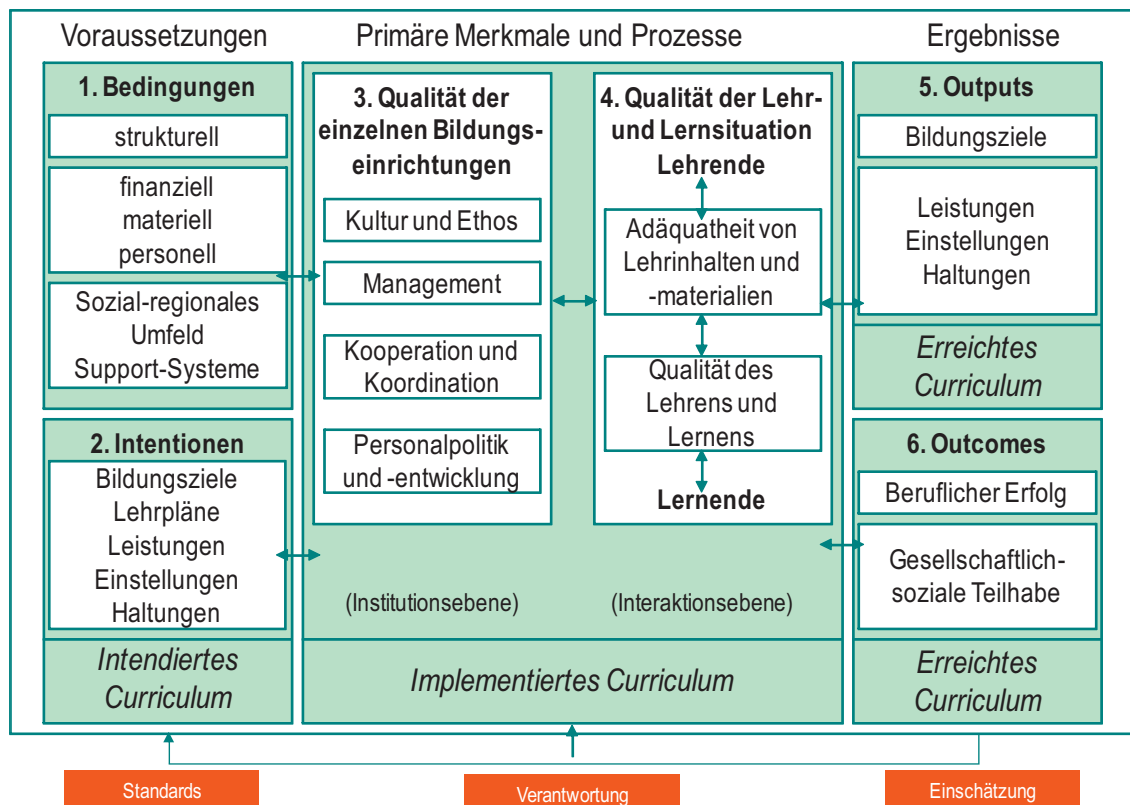 Voraussetzungen
Primäre Merkmale und Prozesse
Ergebnisse
1. Bedingungen
strukturell
finanziell
materiell
personell
Sozial-regionales
Umfeld
Support-Systeme
2. Intentionen
Bildungsziele
Lehrpläne
Leistungen
Einstellungen
Haltungen
Intendiertes
Curriculum
3. Qualität der
einzelnen Bildungs-
einrichtungen
Kultur und Ethos
Management
Kooperation und
Koordination
Personalpolitik
und -entwicklung
(Institutionsebene)
4. Qualität der Lehr-
und Lernsituation
Lehrende
Adäquatheit von
Lehrinhalten und
-materialien
Qualität des
Lehrens und
Lernens
Lernende
(Interaktionsebene)
Implementiertes Curriculum
5. Outputs
Bildungsziele
Leistungen
Einstellungen
Haltungen
Erreichtes
Curriculum
6. Outcomes
Beruflicher Erfolg
Gesellschaftlich-
soziale Teilhabe
Erreichtes
Curriculum
Standards
Verantwortung
Einschätzung